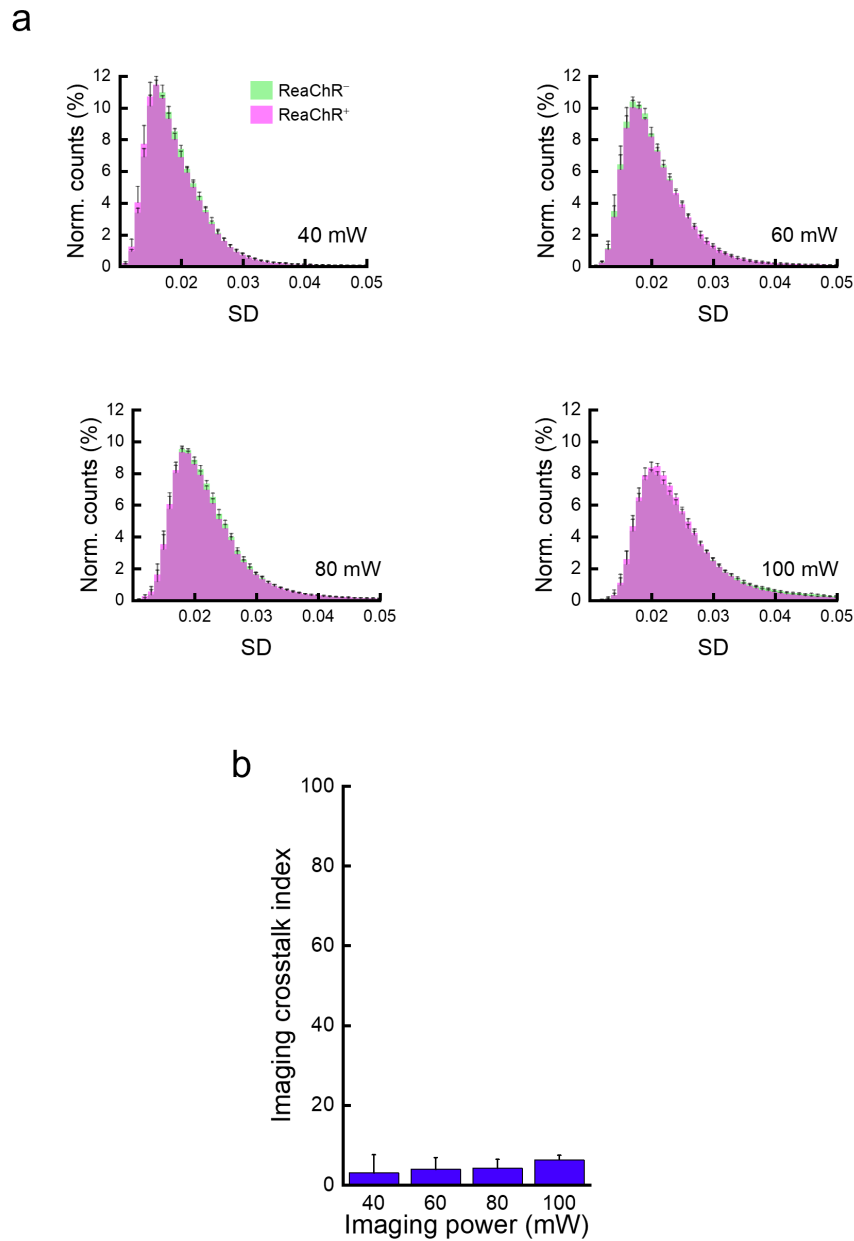 a
12
10
8
6
4
2
0
Norm. counts (%)
ReaChR⁻
ReaChR⁺
40 mW
0.02 0.03 0.04 0.05
SD
12
10
8
6
4
2
0
Norm. counts (%)
60 mW
0.02 0.03 0.04 0.05
SD
12
10
8
6
4
2
0
Norm. counts (%)
80 mW
0.02 0.03 0.04 0.05
SD
12
10
8
6
4
2
0
Norm. counts (%)
100 mW
0.02 0.03 0.04 0.05
SD
b
100
80
60
40
20
0
Imaging crosstalk index
40 60 80 100
Imaging power (mW)